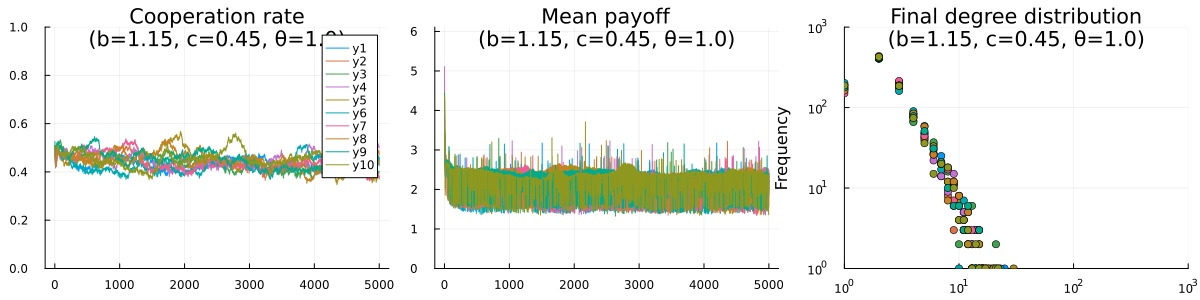 Cooperation rate
(b=1.15, c=0.45, θ=1.0)
1.0
0.8
0.6
0.4
0.2
0.0
0
1000
2000
3000
4000
5000
y1
y2
y3
y4
y5
y6
y7
y8
y9
y10
Mean payoff
(b=1.15, c=0.45, θ=1.0)
6
5
4
3
2
1
0
0
1000
2000
3000
4000
5000
Final degree distribution
(b=1.15, c=0.45, θ=1.0)
Frequency
10³
10²
10¹
10⁰
10⁰
10¹
10²
10³